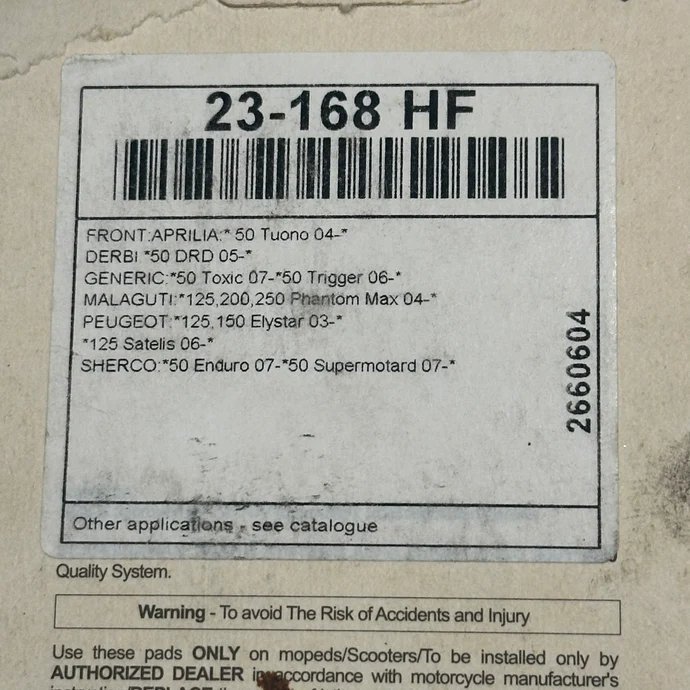 23-168 HF
FRONT:APRILIA:* 50 Tuono 04-*
DERBI *50 DRD 05-*
GENERIC:*50 Toxic 07-*50 Trigger 06-*
MALAGUTI:*125,200,250 Phantom Max 04-*
PEUGEOT:*125,150 Elystar 03-*
*125 Satelis 06-*
SHERCO:*50 Enduro 07-*50 Supermotard 07-*
2660604
Other applications - see catalogue
Quality System.
Warning - To avoid The Risk of Accidents and Injury
Use these pads ONLY on mopeds/Scooters/To be installed only by
AUTHORIZED DEALER in accordance with motorcycle manufacturer's